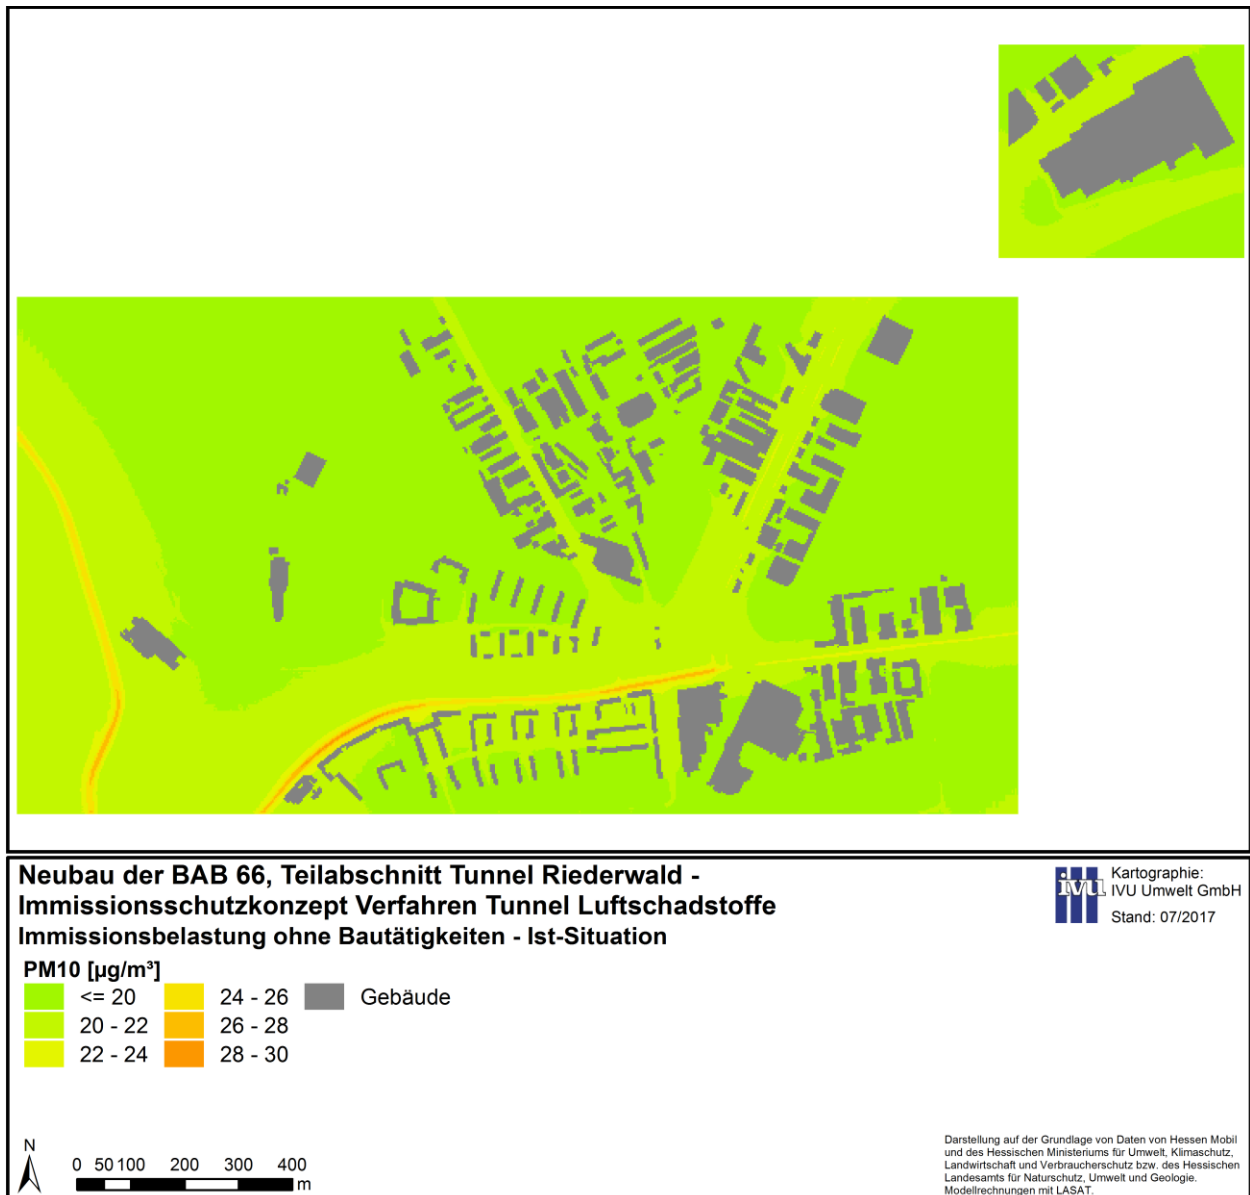 Neubau der BAB 66, Teilabschnitt Tunnel Riederwald -
Immissionsschutzkonzept Verfahren Tunnel Luftschadstoffe
Immissionsbelastung ohne Bautätigkeiten - Ist-Situation
ivu
Kartographie:
IVU Umwelt GmbH
Stand: 07/2017
PM10 [µg/m³]
<= 20
20 - 22
22 - 24
24 - 26
26 - 28
28 - 30
Gebäude
N
0 50 100 200 300 400
m
Darstellung auf der Grundlage von Daten von Hessen Mobil
und des Hessischen Ministeriums für Umwelt, Klimaschutz,
Landwirtschaft und Verbraucherschutz bzw. des Hessischen
Landesamts für Naturschutz, Umwelt und Geologie.
Modellrechnungen mit LASAT.